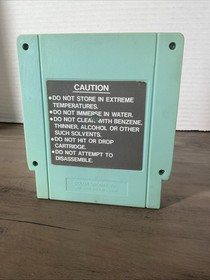 CAUTION
•DO NOT STORE IN EXTREME
TEMPERATURES.
•DO NOT IMMERSE IN WATER.
•DO NOT CLEAN WITH BENZENE,
THINNER, ALCOHOL OR OTHER
SUCH SOLVENTS.
•DO NOT HIT OR DROP
CARTRIDGE.
•DO NOT ATTEMPT TO
DISASSEMBLE.